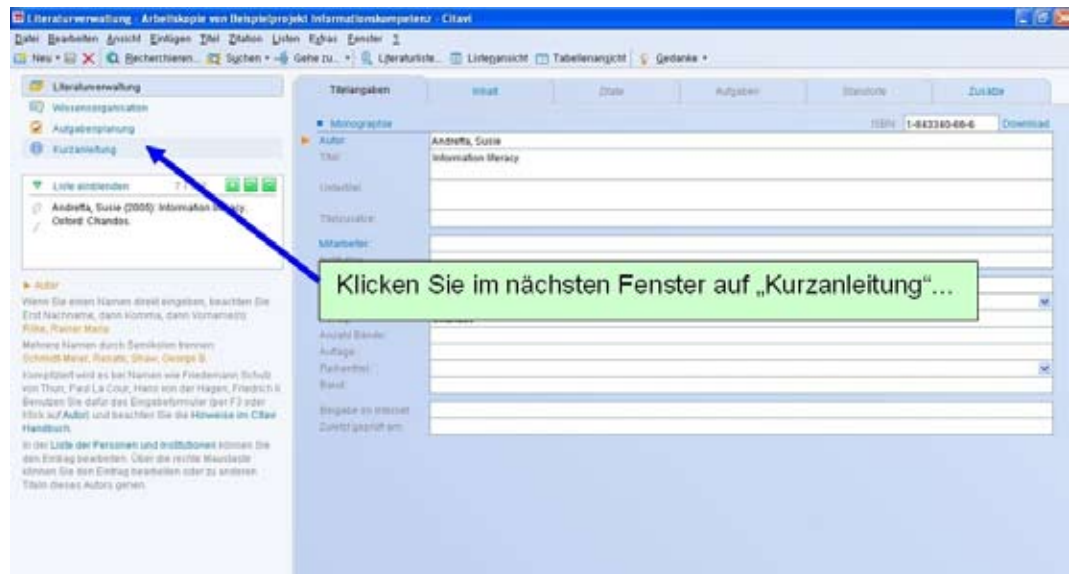 Literaturverwaltung - Arbeitskopie von Beispielprojekt Informationskompetenz - Citavi
Datei Bearbeiten Ansicht Einfügen Titel Zitation Listen Extras Fenster ?
Neu Recherchieren... Suchen Gehe zu... Literaturliste... Listenansicht Tabellenansicht Gedanke
Literaturverwaltung
Wissensorganisation
Aufgabenplanung
Kurzanleitung
Liste einblenden
Andretta, Susie (2005): Information literacy.
Oxford: Chandos.
Autor
Wenn Sie einen Namen direkt eingeben, beachten Sie:
Erst Nachname, dann Komma, dann Vorname(n):
Rilke, Rainer Maria
Mehrere Namen durch Semikolon trennen:
Schmidt-Meier, Renate; Shaw, George B.
Kompliziert wird es bei Namen wie Friedemann Schulz
von Thun, Paul La Cour, Hans von der Hagen, Friedrich II.
Benutzen Sie dafür das Eingabeformular (per F3 oder
Klick auf Autor) und beachten Sie die Hinweise im Citavi
Handbuch.
In der Liste der Personen und Institutionen können Sie
den Eintrag bearbeiten. Über die rechte Maustaste
können Sie den Eintrag bearbeiten oder zu anderen
Titeln dieses Autors gehen.
Titelangaben Inhalt Zitate Aufgaben Standorte Zusätze
Monographie ISBN: 1-843340-66-6 Download
Autor: Andretta, Susie
Titel: Information literacy
Untertitel:
Titelzusätze:
Mitarbeiter:
Klicken Sie im nächsten Fenster auf „Kurzanleitung“...
Anzahl Bände:
Auflage:
Reihentitel:
Band:
Zuletzt geprüft am: